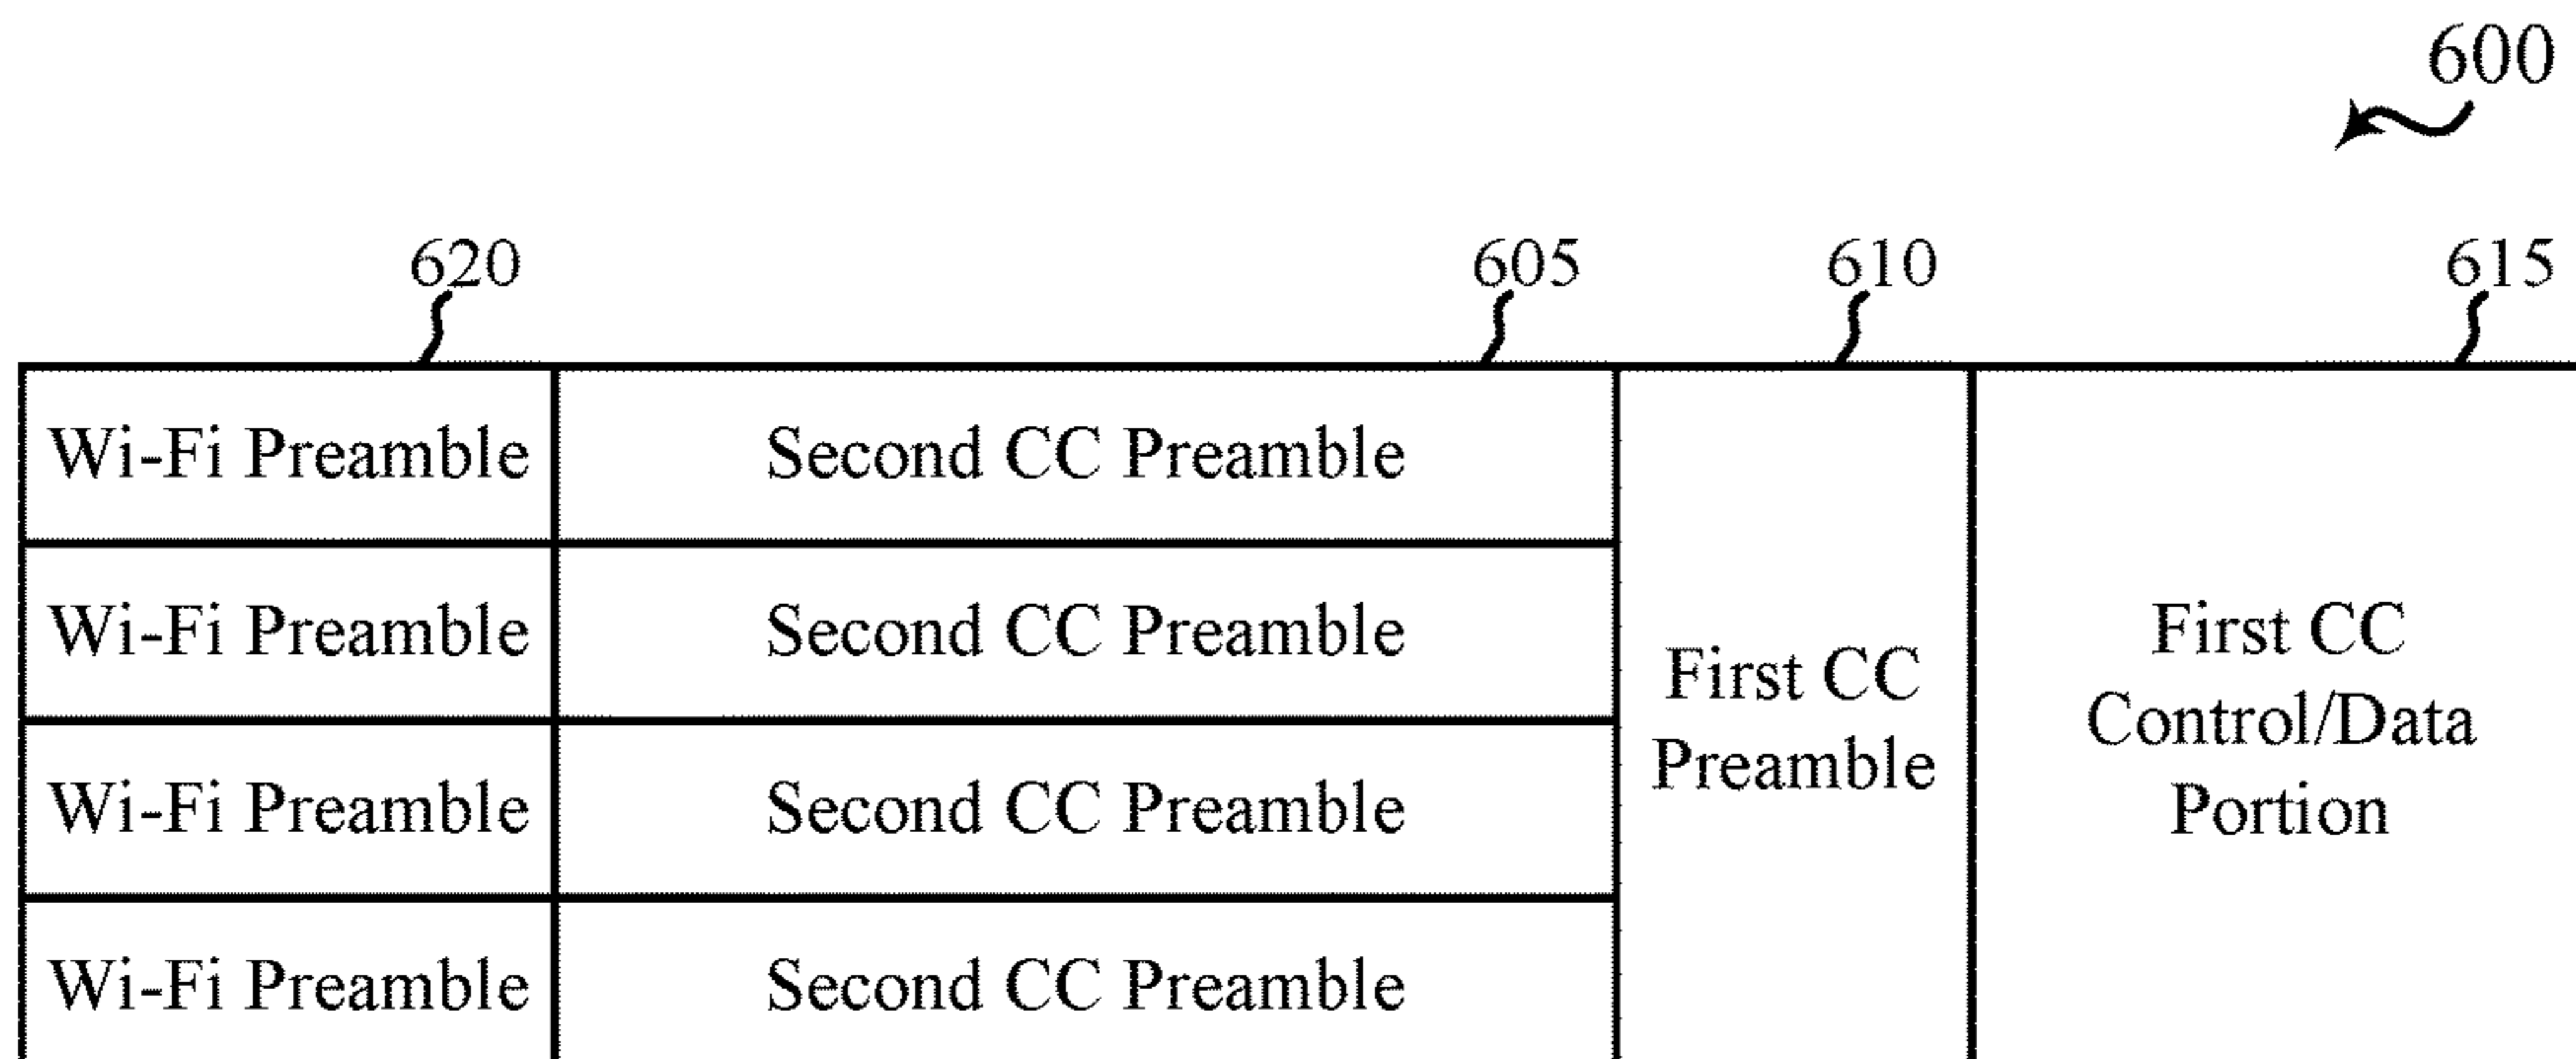 600
620 605 610 615
Wi-Fi Preamble Second CC Preamble
Wi-Fi Preamble Second CC Preamble
First CC
Preamble
First CC
Control/Data
Portion
Wi-Fi Preamble Second CC Preamble
Wi-Fi Preamble Second CC Preamble